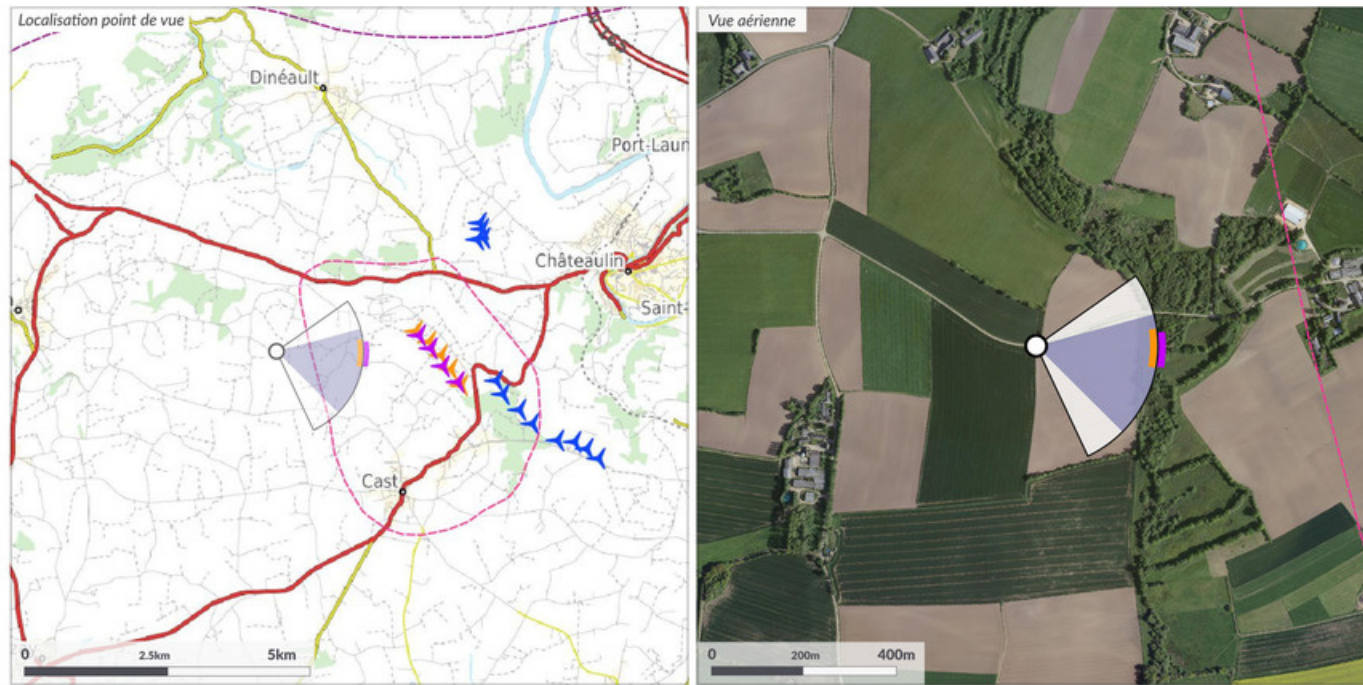 Localisation point de vue
Dinéault
Port-Laun
Châteaulin
Saint-
Cast
0
2.5km
5km
Vue aérienne
0
200m
400m